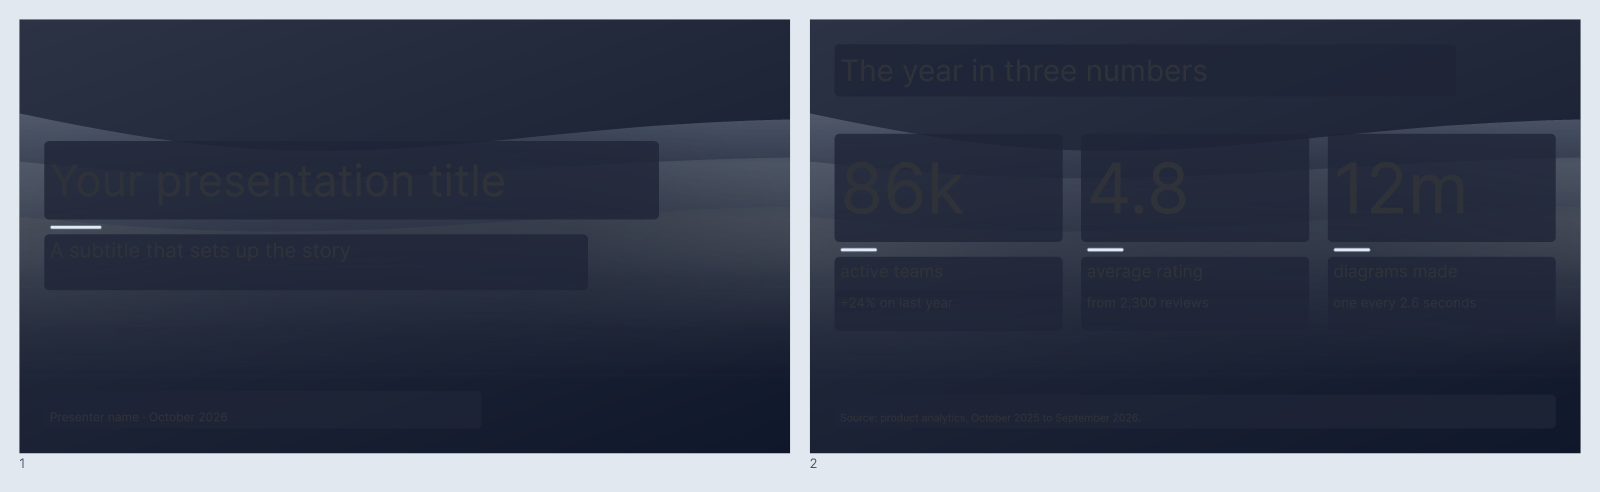 Your presentation title
A subtitle that sets up the story
Presenter name · October 2026
1
The year in three numbers
86k
active teams
+24% on last year
4.8
average rating
from 2,300 reviews
12m
diagrams made
one every 2.6 seconds
Source: product analytics, October 2025 to September 2026
2